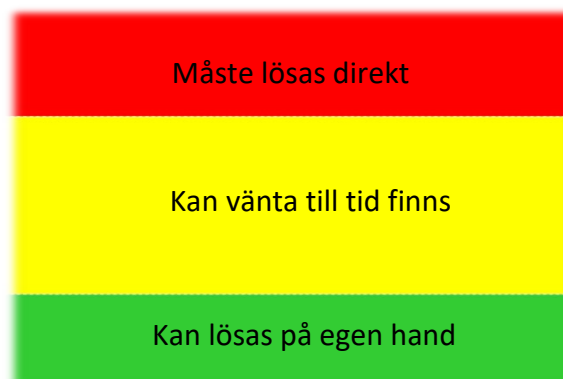 Måste lösas direkt
Kan vänta till tid finns
Kan lösas på egen hand